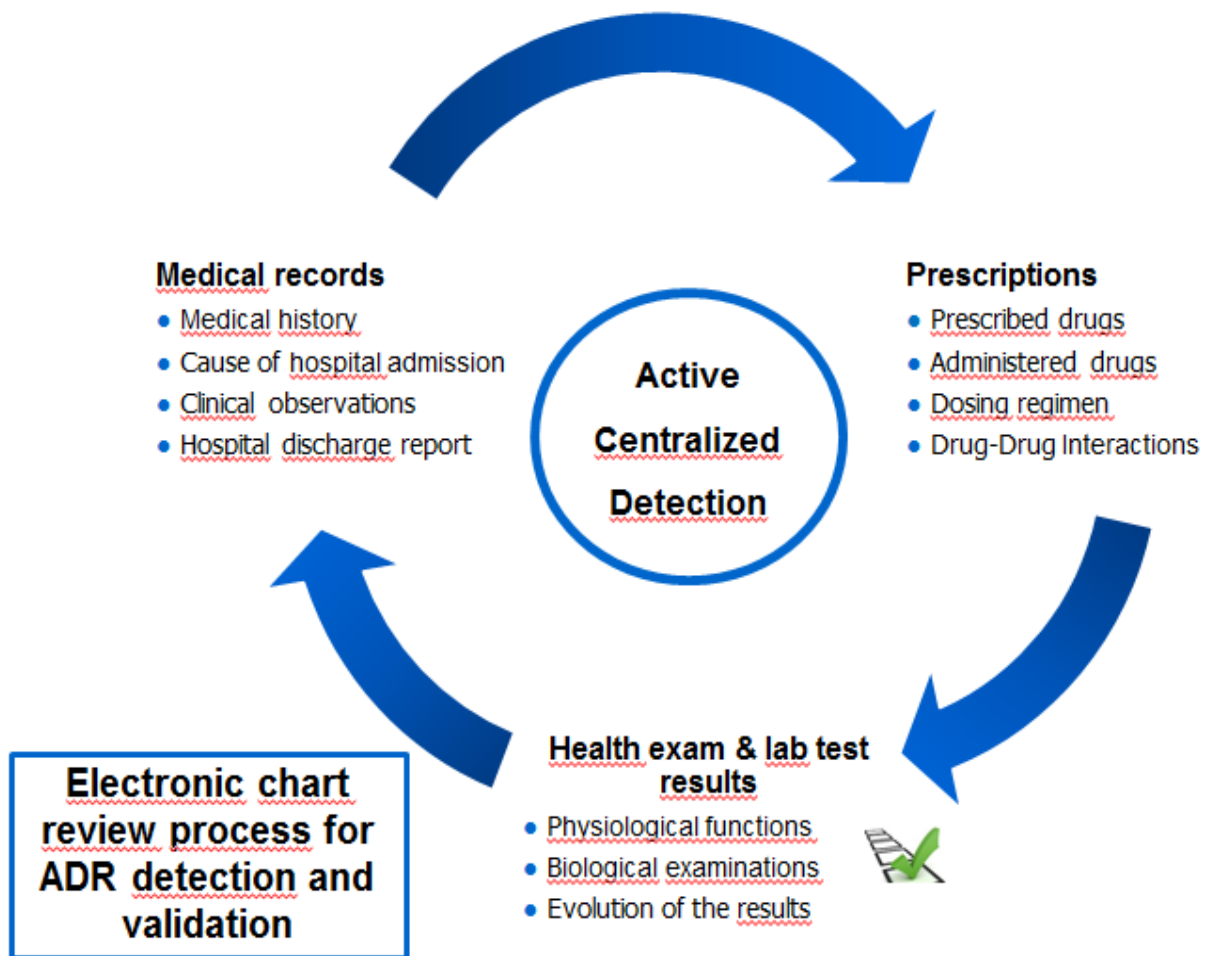 Medical records
• Medical history
• Cause of hospital admission
• Clinical observations
• Hospital discharge report
Active
Centralized
Detection
Prescriptions
• Prescribed drugs
• Administered drugs
• Dosing regimen
• Drug-Drug Interactions
Health exam & lab test
results
• Physiological functions
• Biological examinations
• Evolution of the results
Electronic chart
review process for
ADR detection and
validation